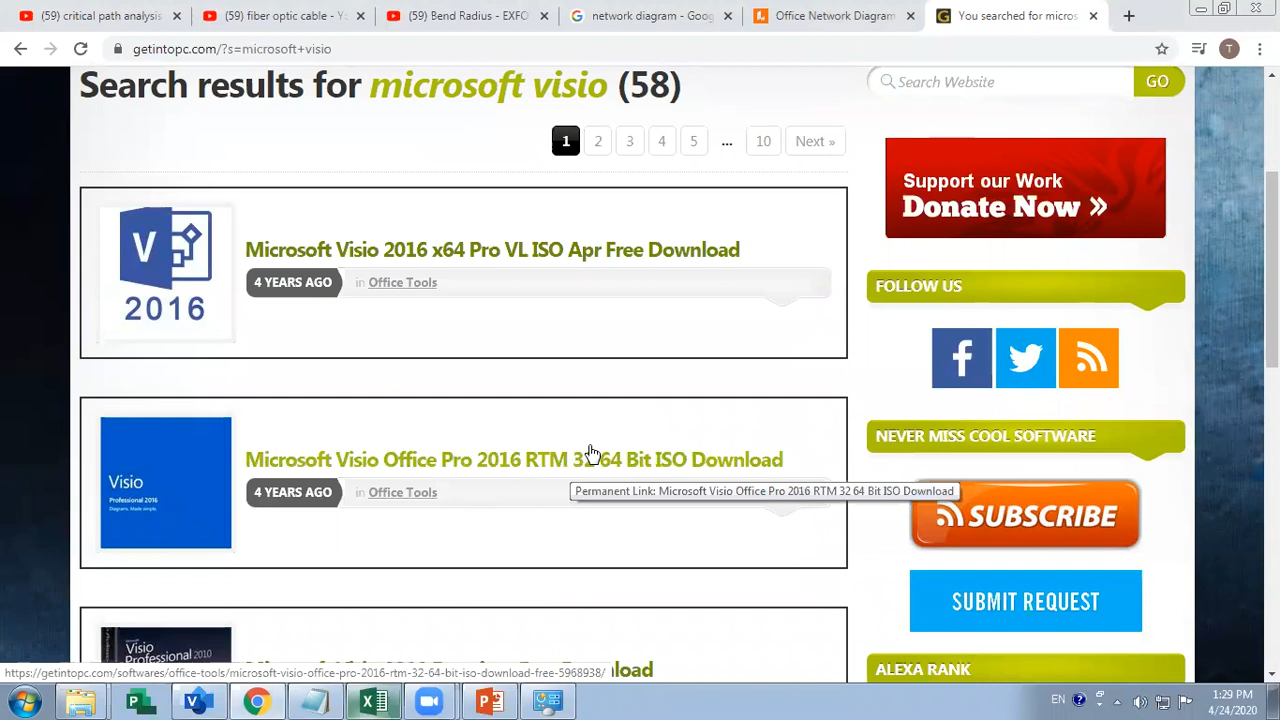 (59) critical path analysis
(59) fiber optic cable - Y
(59) Bend Radius - EXFO
network diagram - Goog
Office Network Diagram
You searched for micros
getintopc.com/?s=microsoft+visio
T
Search results for microsoft visio (58)
Search Website
GO
1 2 3 4 5 ... 10 Next »
Support our Work
Donate Now »
V
2016
Microsoft Visio 2016 x64 Pro VL ISO Apr Free Download
4 YEARS AGO in Office Tools
FOLLOW US
NEVER MISS COOL SOFTWARE
Visio
Professional 2016
Diagrams. Made simple.
Microsoft Visio Office Pro 2016 RTM 32 64 Bit ISO Download
4 YEARS AGO in Office Tools
Permanent Link: Microsoft Visio Office Pro 2016 RTM 32 64 Bit ISO Download
SUBSCRIBE
SUBMIT REQUEST
Visio
Professional 2010
load
ALEXA RANK
https://getintopc.com/softwares/office-tools/microsoft-visio-office-pro-2016-rtm-32-64-bit-iso-download-free-5968938/
EN
1:29 PM
4/24/2020